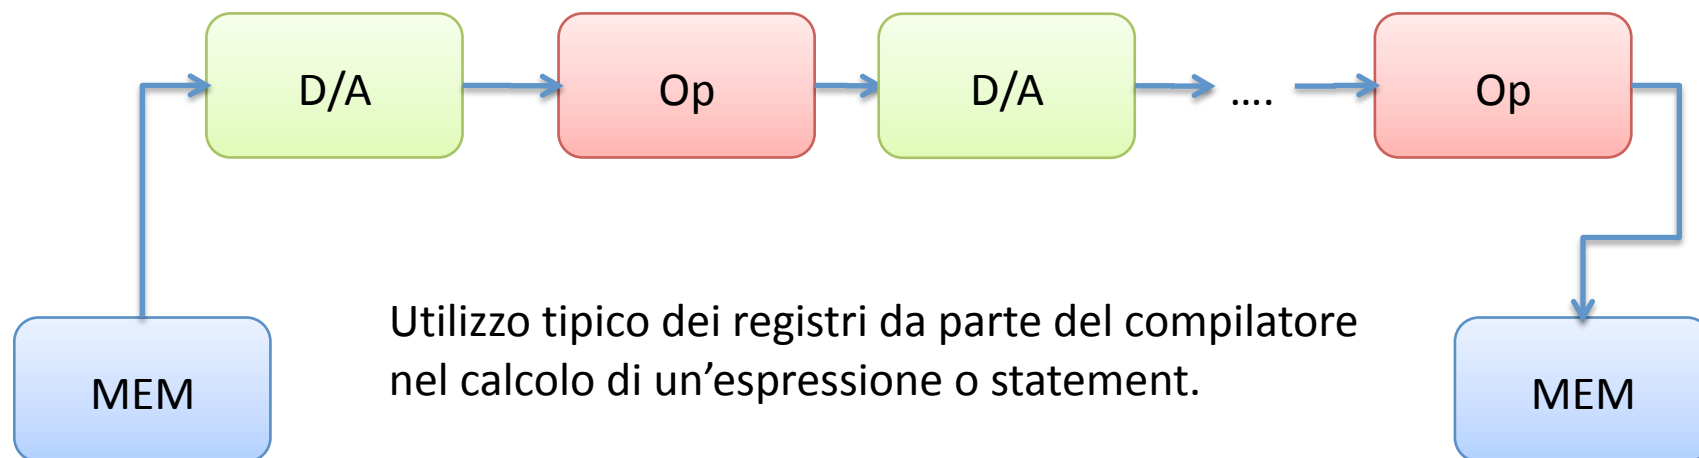 D/A
Op
D/A
....
Op
Utilizzo tipico dei registri da parte del compilatore
nel calcolo di un’espressione o statement.
MEM
MEM